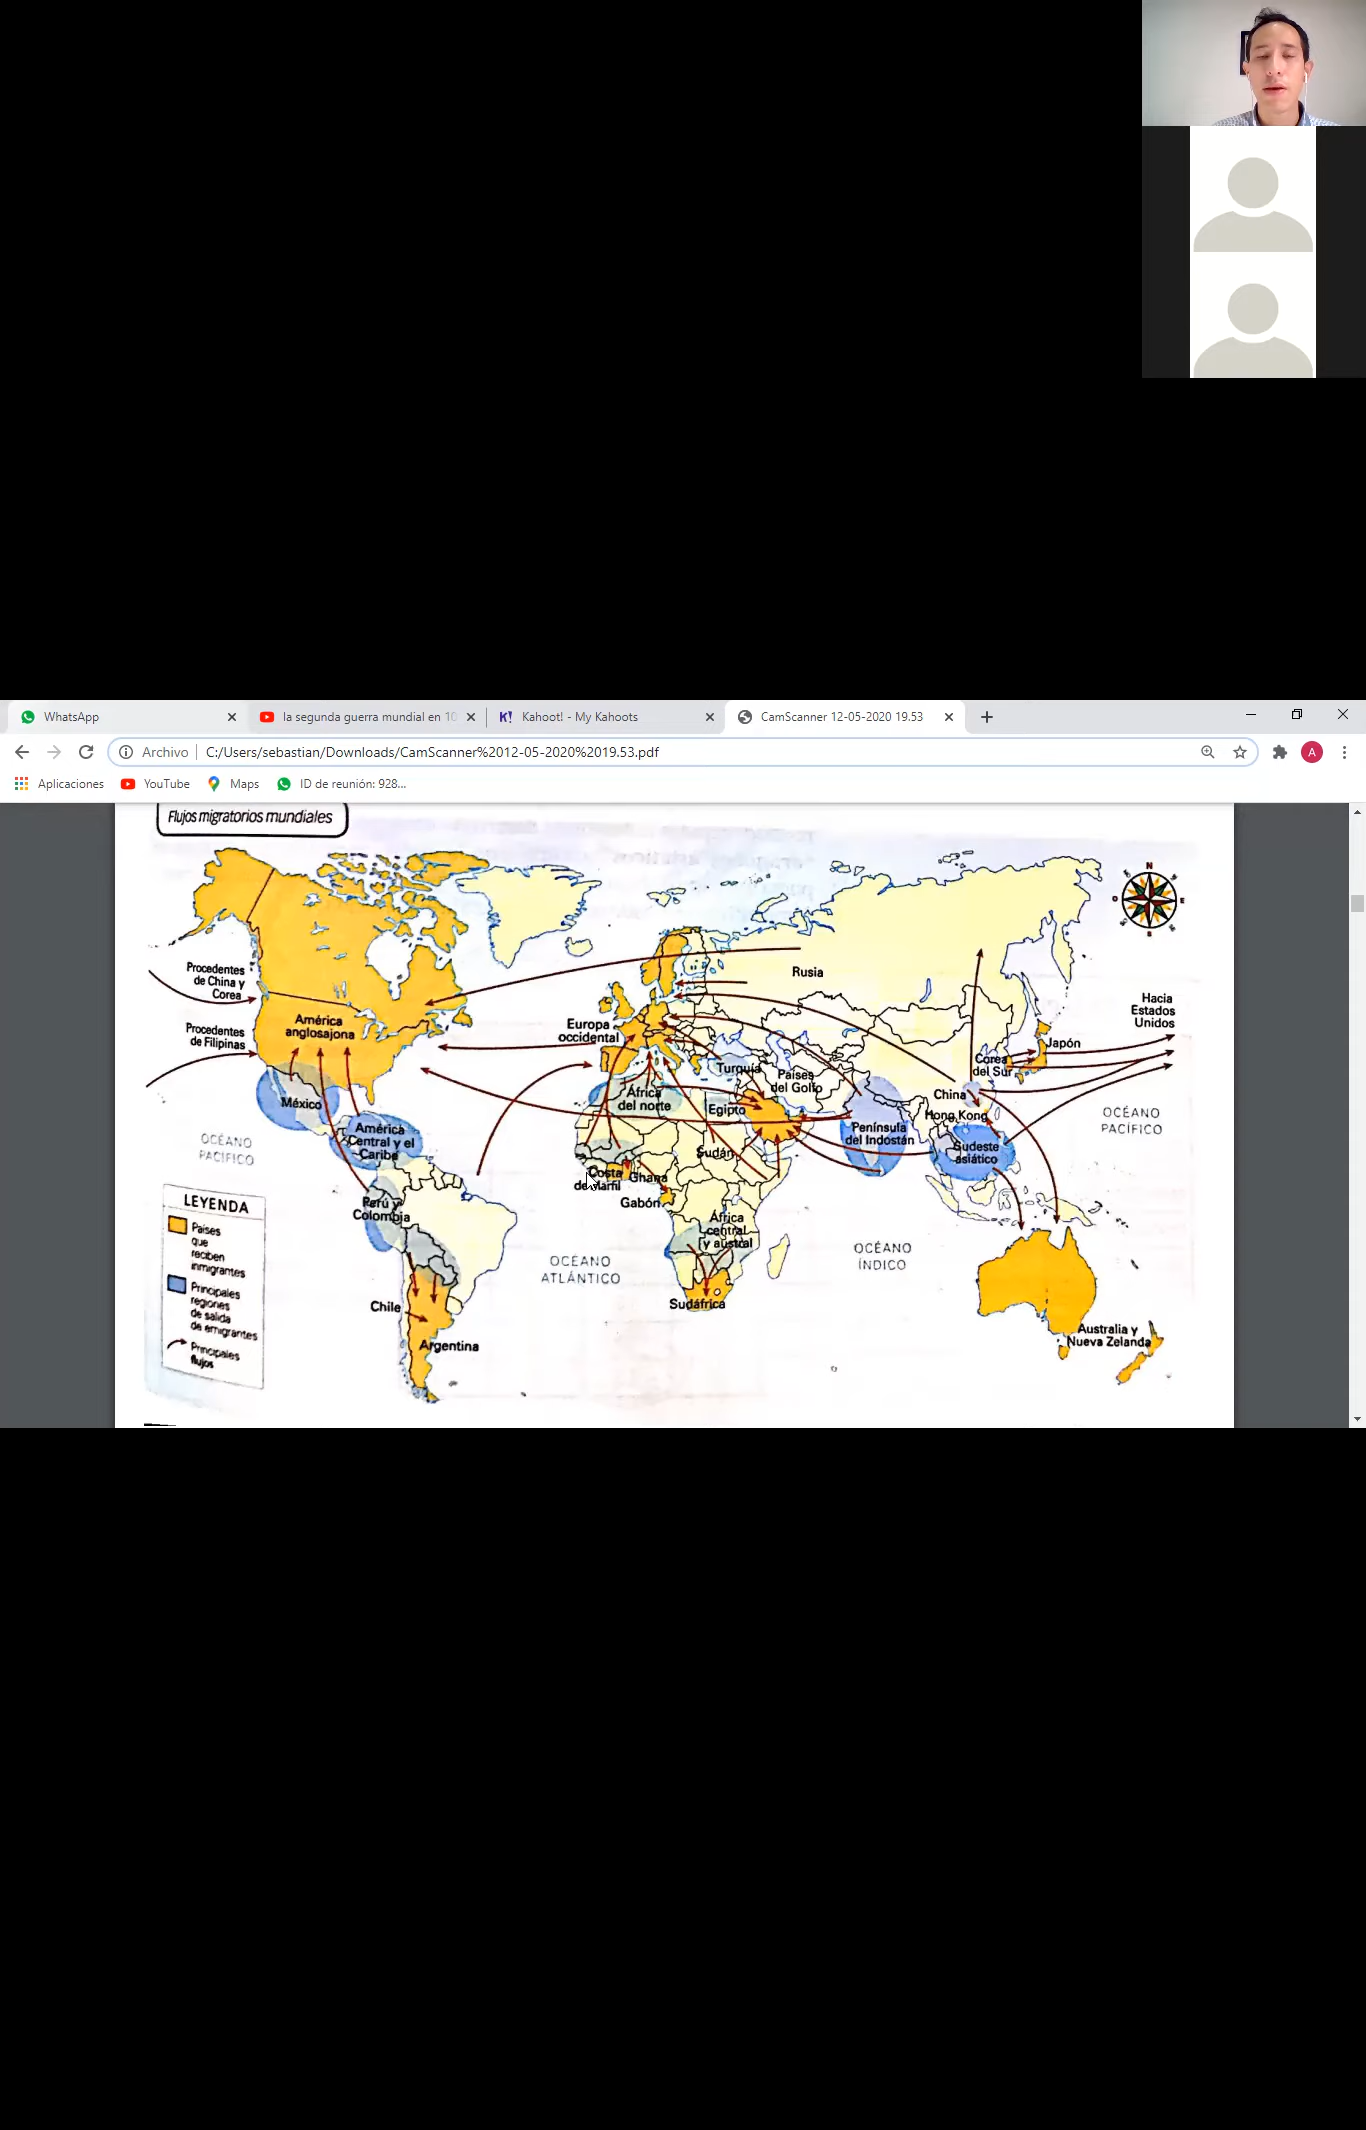 WhatsApp
la segunda guerra mundial en 10
K! Kahoot! - My Kahoots
CamScanner 12-05-2020 19.53
Archivo
C:/Users/sebastian/Downloads/CamScanner%2012-05-2020%2019.53.pdf
A
Aplicaciones
YouTube
Maps
ID de reunión: 928...
Flujos migratorios mundiales
N
O
E
S
Procedentes
de China y
Corea
Procedentes
de Filipinas
América
anglosajona
Europa
occidental
Rusia
Hacia
Estados
Unidos
Japón
Corea
del Sur
China
Hong Kong
Turquía
Países
del Golfo
África
del norte
Egipto
México
América
Central y el
Caribe
Península
del Indostán
Sudeste
asiático
OCÉANO
PACÍFICO
OCÉANO
PACÍFICO
Sudán
Costa
de Marfil
Ghana
Gabón
Perú y
Colombia
África
central
y austral
OCÉANO
ATLÁNTICO
OCÉANO
ÍNDICO
Sudáfrica
Chile
Argentina
Australia y
Nueva Zelanda
LEYENDA
Países
que
reciben
inmigrantes
Principales
regiones
de salida
de emigrantes
Principales
flujos